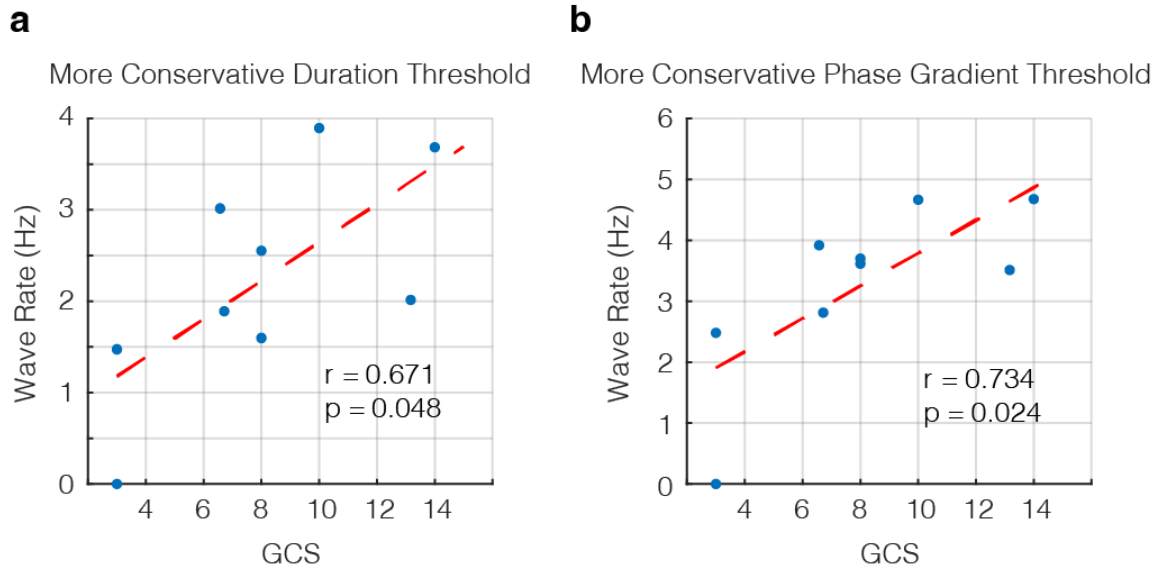 a
More Conservative Duration Threshold
4
3
2
1
0
Wave Rate (Hz)
r = 0.671
p = 0.048
4 6 8 10 12 14
GCS
b
More Conservative Phase Gradient Threshold
6
5
4
3
2
1
0
Wave Rate (Hz)
r = 0.734
p = 0.024
4 6 8 10 12 14
GCS